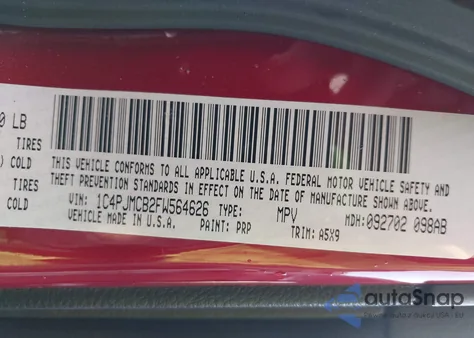 0 LB
TIRES
) COLD
TIRES
COLD
THIS VEHICLE CONFORMS TO ALL APPLICABLE U.S.A. FEDERAL MOTOR VEHICLE SAFETY AND
THEFT PREVENTION STANDARDS IN EFFECT ON THE DATE OF MANUFACTURE SHOWN ABOVE.
VIN: 1C4PJMCB2FW564626 TYPE: MPV MDH: 092702 098AB
VEHICLE MADE IN U.S.A. PAINT: PRP TRIM: A5X9
autoSnap